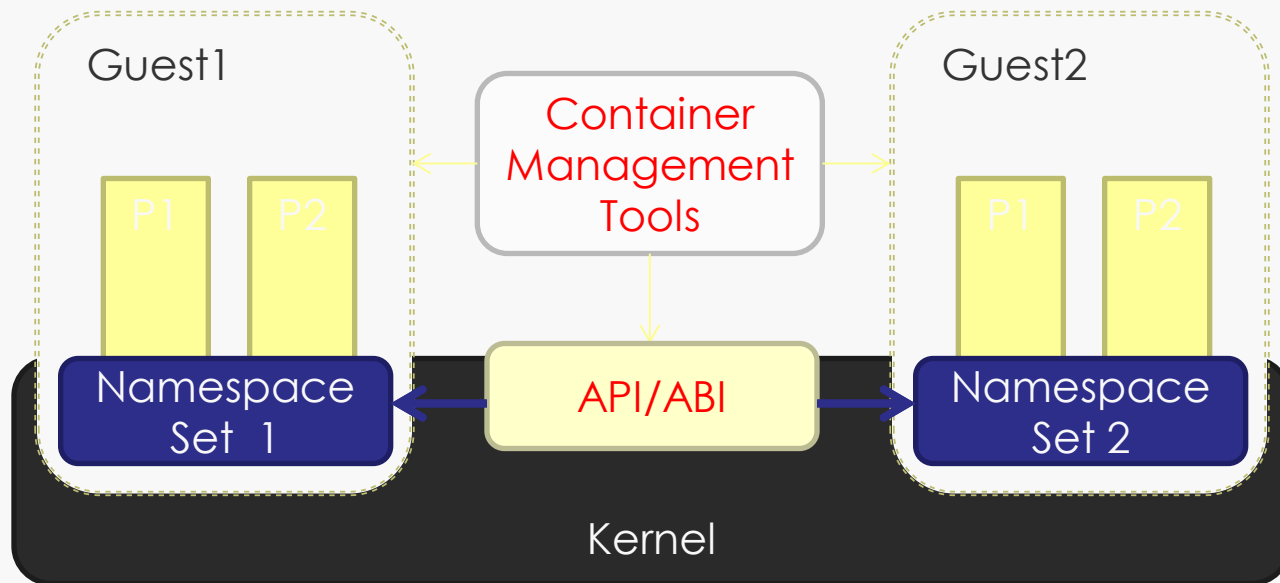 Guest1
Guest2
Container
Management
Tools
P1
P2
P1
P2
Namespace
Set 1
API/ABI
Namespace
Set 2
Kernel